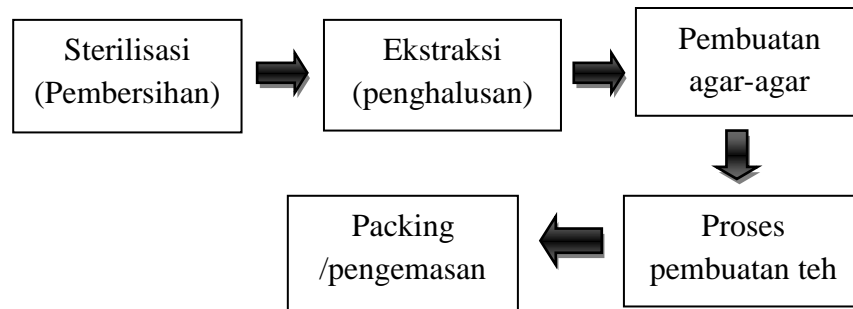 Sterilisasi
(Pembersihan)
Ekstraksi
(penghalusan)
Pembuatan
agar-agar
Proses
pembuatan teh
Packing
/pengemasan